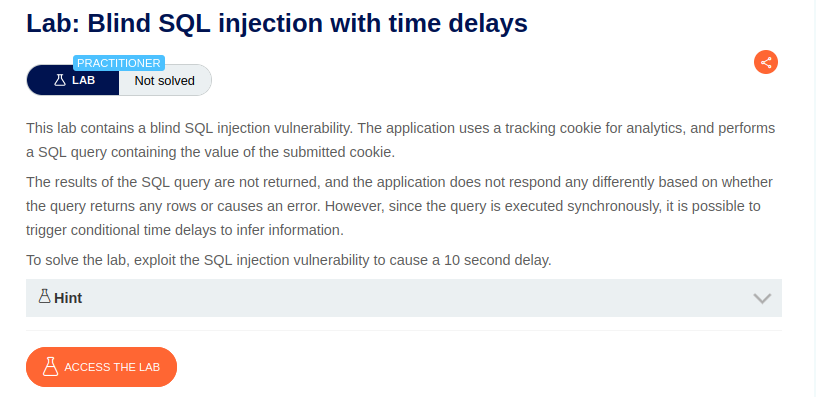 Lab: Blind SQL injection with time delays
PRACTITIONER
LAB
Not solved
This lab contains a blind SQL injection vulnerability. The application uses a tracking cookie for analytics, and performs
a SQL query containing the value of the submitted cookie.
The results of the SQL query are not returned, and the application does not respond any differently based on whether
the query returns any rows or causes an error. However, since the query is executed synchronously, it is possible to
trigger conditional time delays to infer information.
To solve the lab, exploit the SQL injection vulnerability to cause a 10 second delay.
Hint
ACCESS THE LAB